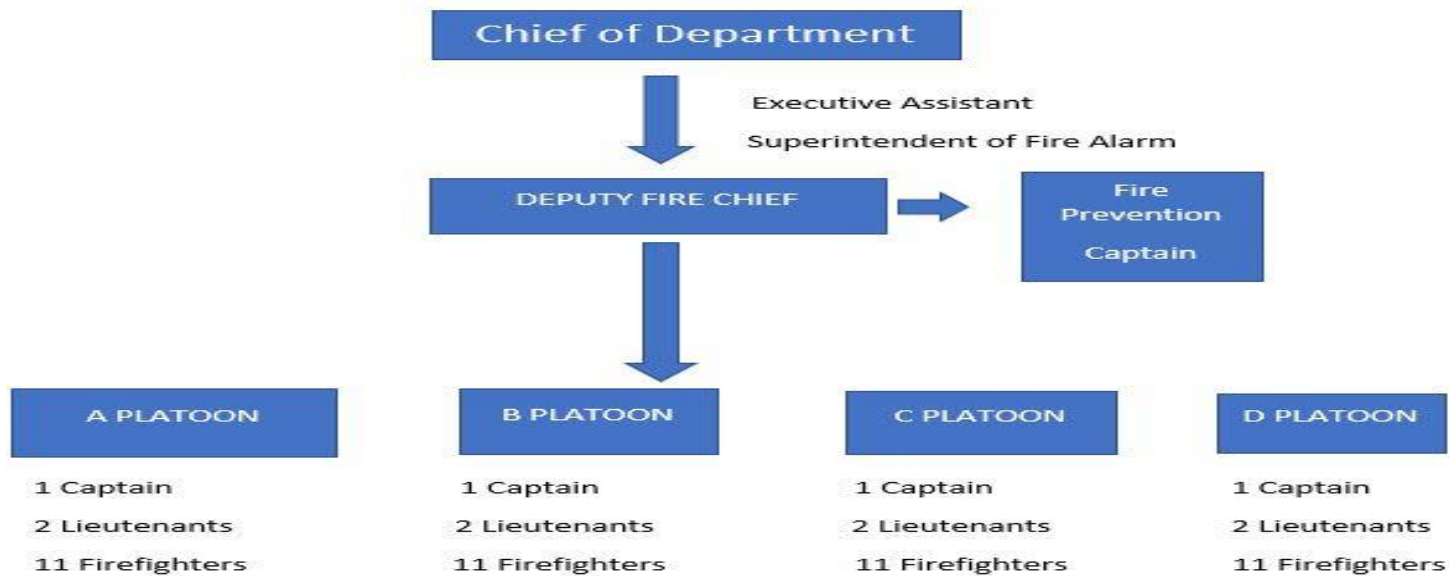 Chief of Department
Executive Assistant
Superintendent of Fire Alarm
DEPUTY FIRE CHIEF
Fire
Prevention
Captain
A PLATOON
B PLATOON
C PLATOON
D PLATOON
1 Captain
2 Lieutenants
11 Firefighters
1 Captain
2 Lieutenants
11 Firefighters
1 Captain
2 Lieutenants
11 Firefighters
1 Captain
2 Lieutenants
11 Firefighters